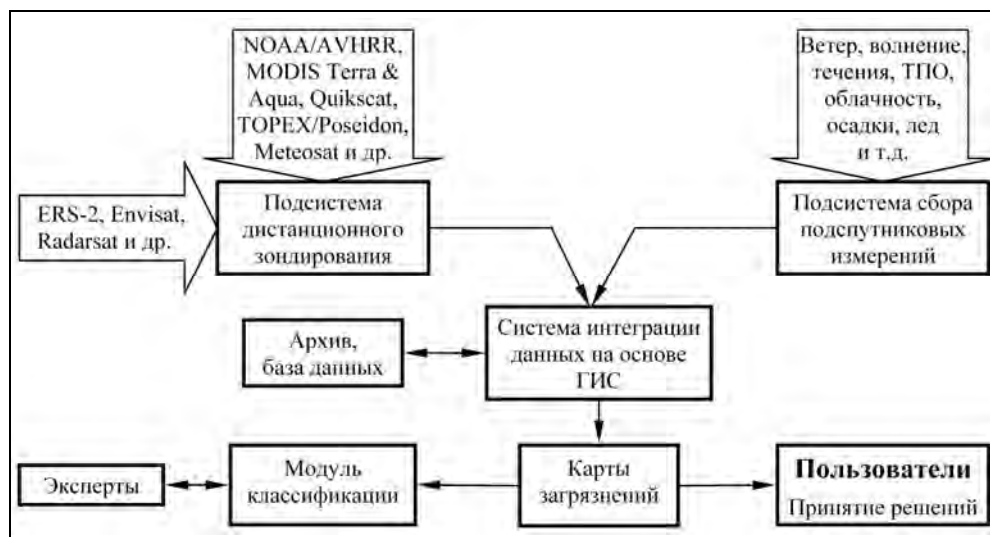 NOAA/AVHRR,
MODIS Terra &
Aqua, Quikscat,
TOPEX/Poseidon,
Meteosat и др.
Ветер, волнение,
течения, ТПО,
облачность,
осадки, лед
и т.д.
ERS-2, Envisat,
Radarsat и др.
Подсистема
дистанционного
зондирования
Подсистема сбора
подспутниковых
измерений
Архив,
база данных
Система интеграции
данных на основе
ГИС
Эксперты
Модуль
классификации
Карты
загрязнений
Пользователи
Принятие решений